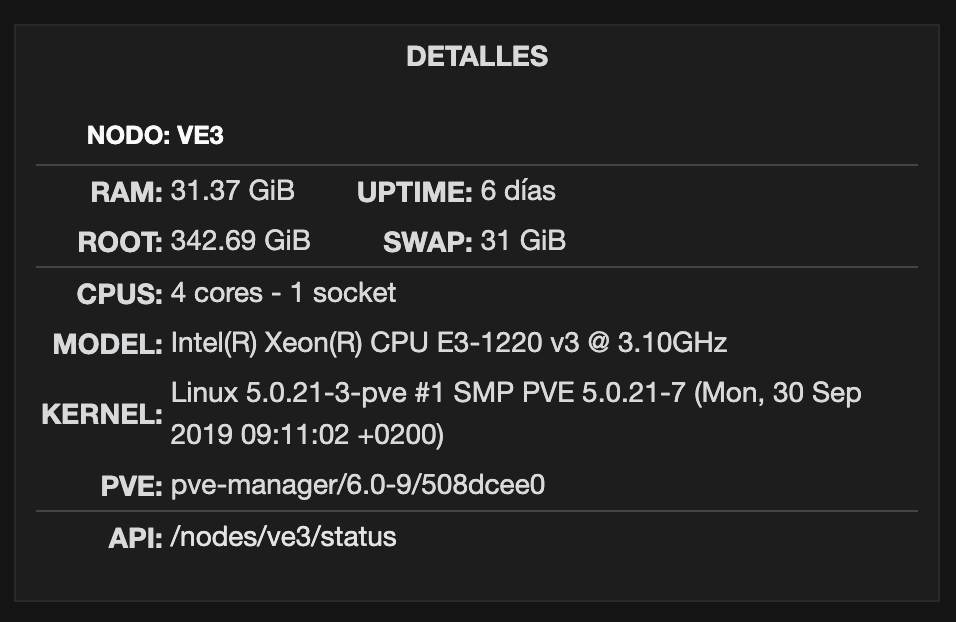 DETALLES
NODO: VE3
RAM: 31.37 GiB UPTIME: 6 días
ROOT: 342.69 GiB SWAP: 31 GiB
CPUS: 4 cores - 1 socket
MODEL: Intel(R) Xeon(R) CPU E3-1220 v3 @ 3.10GHz
KERNEL: Linux 5.0.21-3-pve #1 SMP PVE 5.0.21-7 (Mon, 30 Sep
2019 09:11:02 +0200)
PVE: pve-manager/6.0-9/508dcee0
API: /nodes/ve3/status